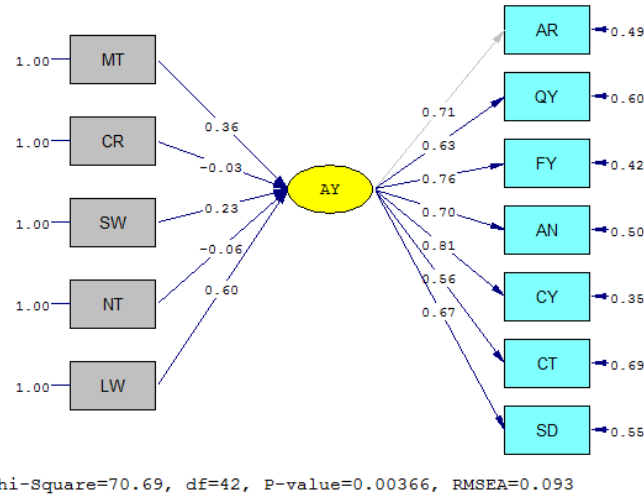 AR
0.49
1.00 MT
QY
0.60
0.71
0.36
0.63
1.00 CR
FY
0.42
-0.03
0.76
AY
0.23
0.70
1.00 SW
AN
0.50
-0.06
0.81
0.60
0.56
1.00 NT
CY
0.35
0.67
CT
0.69
1.00 LW
SD
0.55
hi-Square=70.69, df=42, P-value=0.00366, RMSEA=0.093